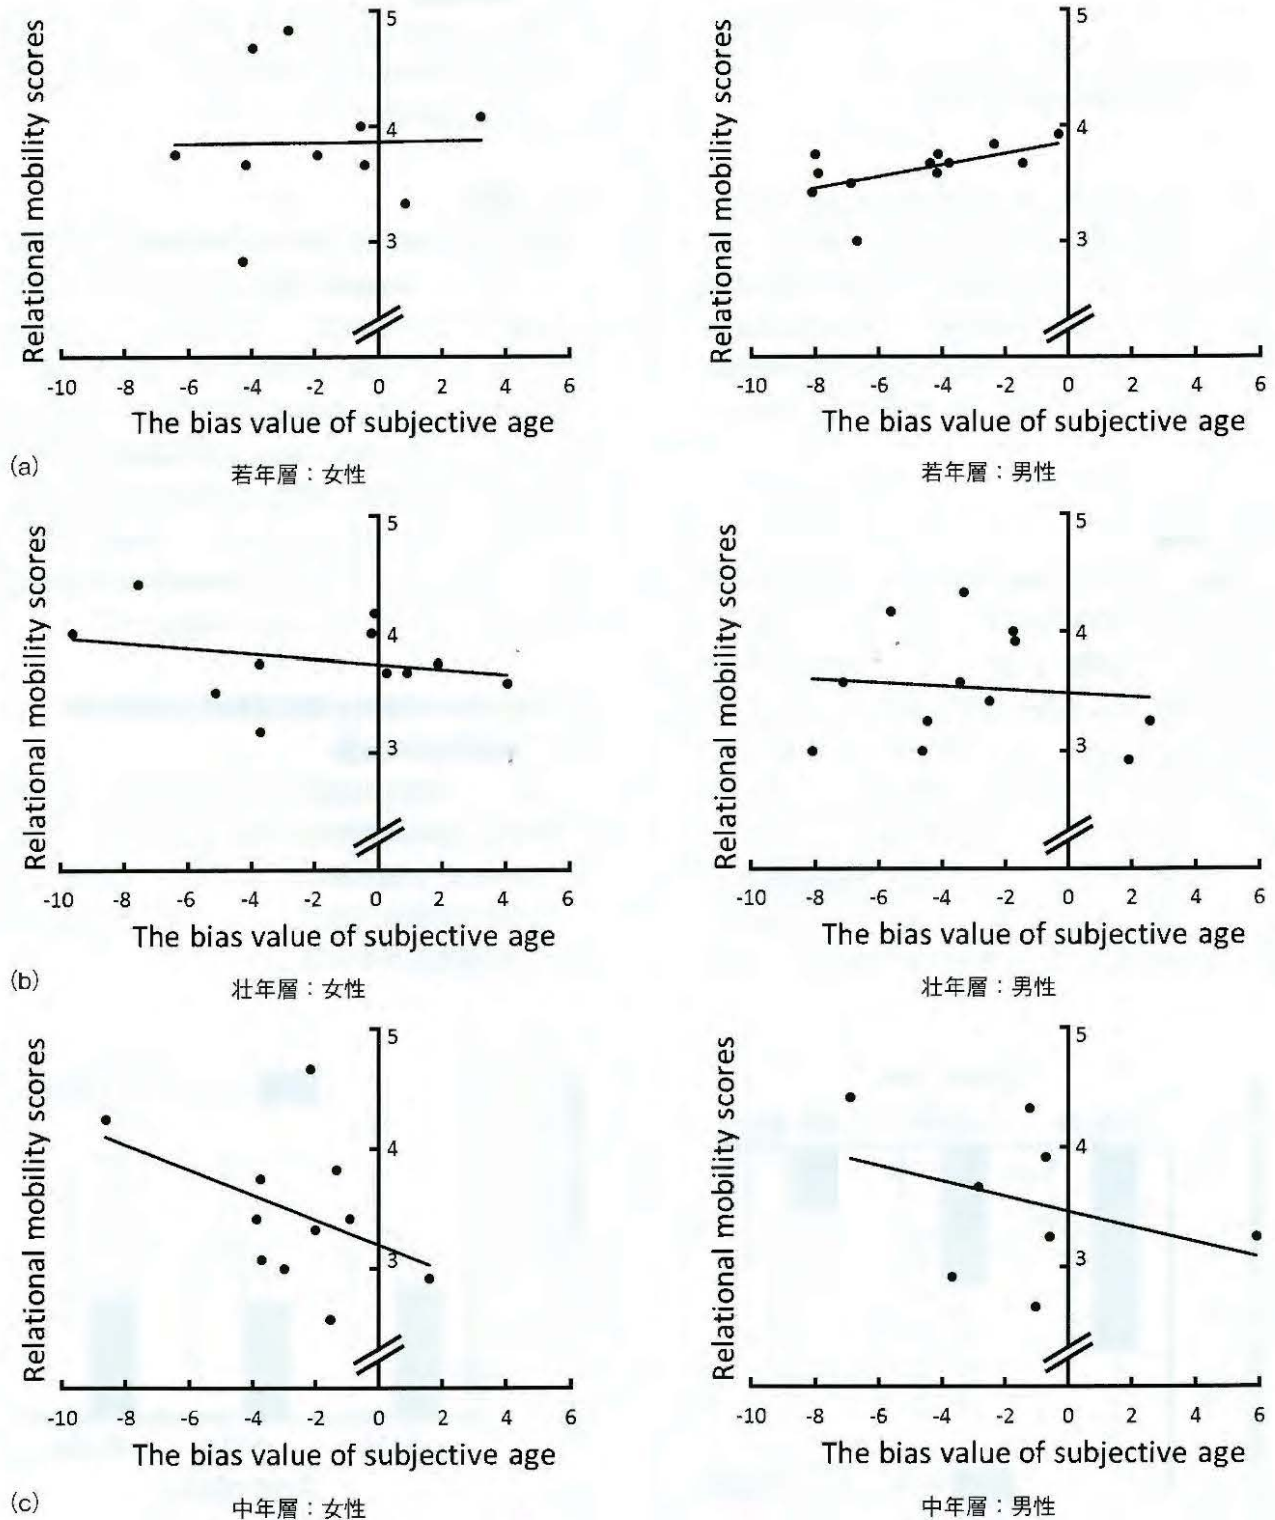 Relational mobility scores
5
4
3
-10 -8 -6 -4 -2 0 2 4 6
The bias value of subjective age
(a)
若年層：女性
Relational mobility scores
5
4
3
-10 -8 -6 -4 -2 0 2 4 6
The bias value of subjective age
若年層：男性
Relational mobility scores
5
4
3
-10 -8 -6 -4 -2 0 2 4 6
The bias value of subjective age
(b)
壮年層：女性
Relational mobility scores
5
4
3
-10 -8 -6 -4 -2 0 2 4 6
The bias value of subjective age
壮年層：男性
Relational mobility scores
5
4
3
-10 -8 -6 -4 -2 0 2 4 6
The bias value of subjective age
(c)
中年層：女性
Relational mobility scores
5
4
3
-10 -8 -6 -4 -2 0 2 4 6
The bias value of subjective age
中年層：男性